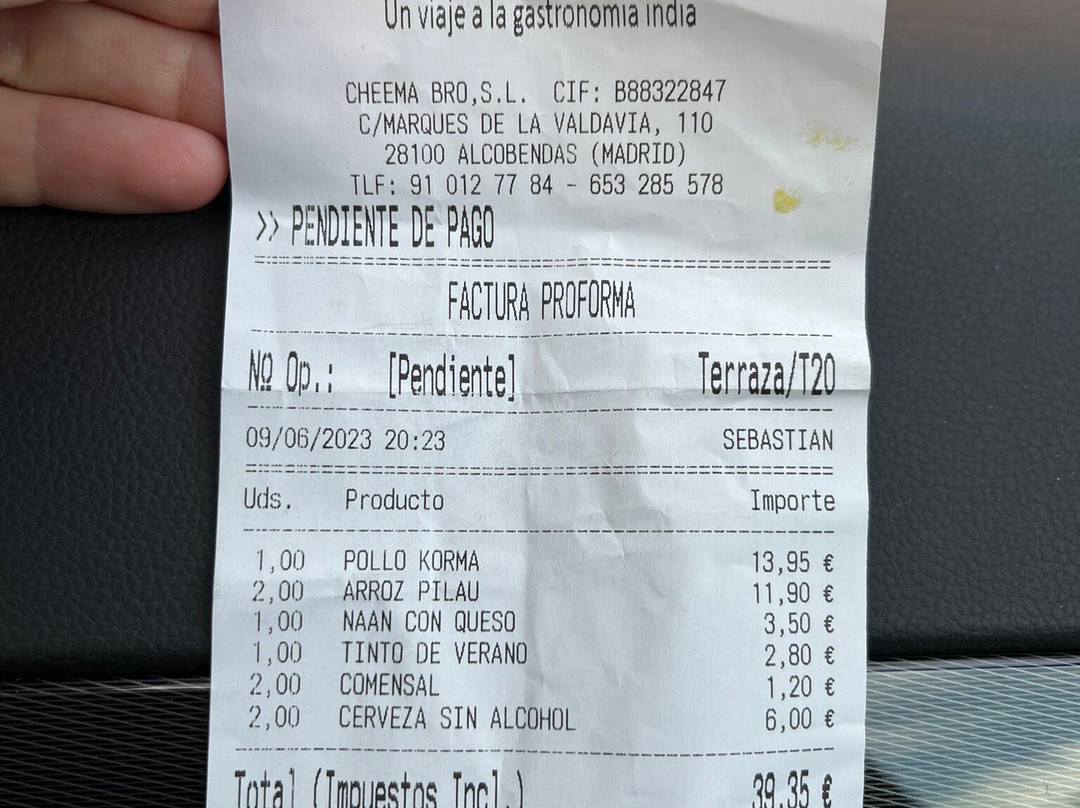 Un viaje a la gastronomia india
CHEEMA BRO,S.L. CIF: B88322847
C/MARQUES DE LA VALDAVIA, 110
28100 ALCOBENDAS (MADRID)
TLF: 91 012 77 84 - 653 285 578
>> PENDIENTE DE PAGO
FACTURA PROFORMA
Nº Op.: [Pendiente] Terraza/T20
09/06/2023 20:23 SEBASTIAN
Uds. Producto Importe
1,00 POLLO KORMA 13,95 €
2,00 ARROZ PILAU 11,90 €
1,00 NAAN CON QUESO 3,50 €
1,00 TINTO DE VERANO 2,80 €
2,00 COMENSAL 1,20 €
2,00 CERVEZA SIN ALCOHOL 6,00 €
Total (Impuestos Incl.) 39,35 €